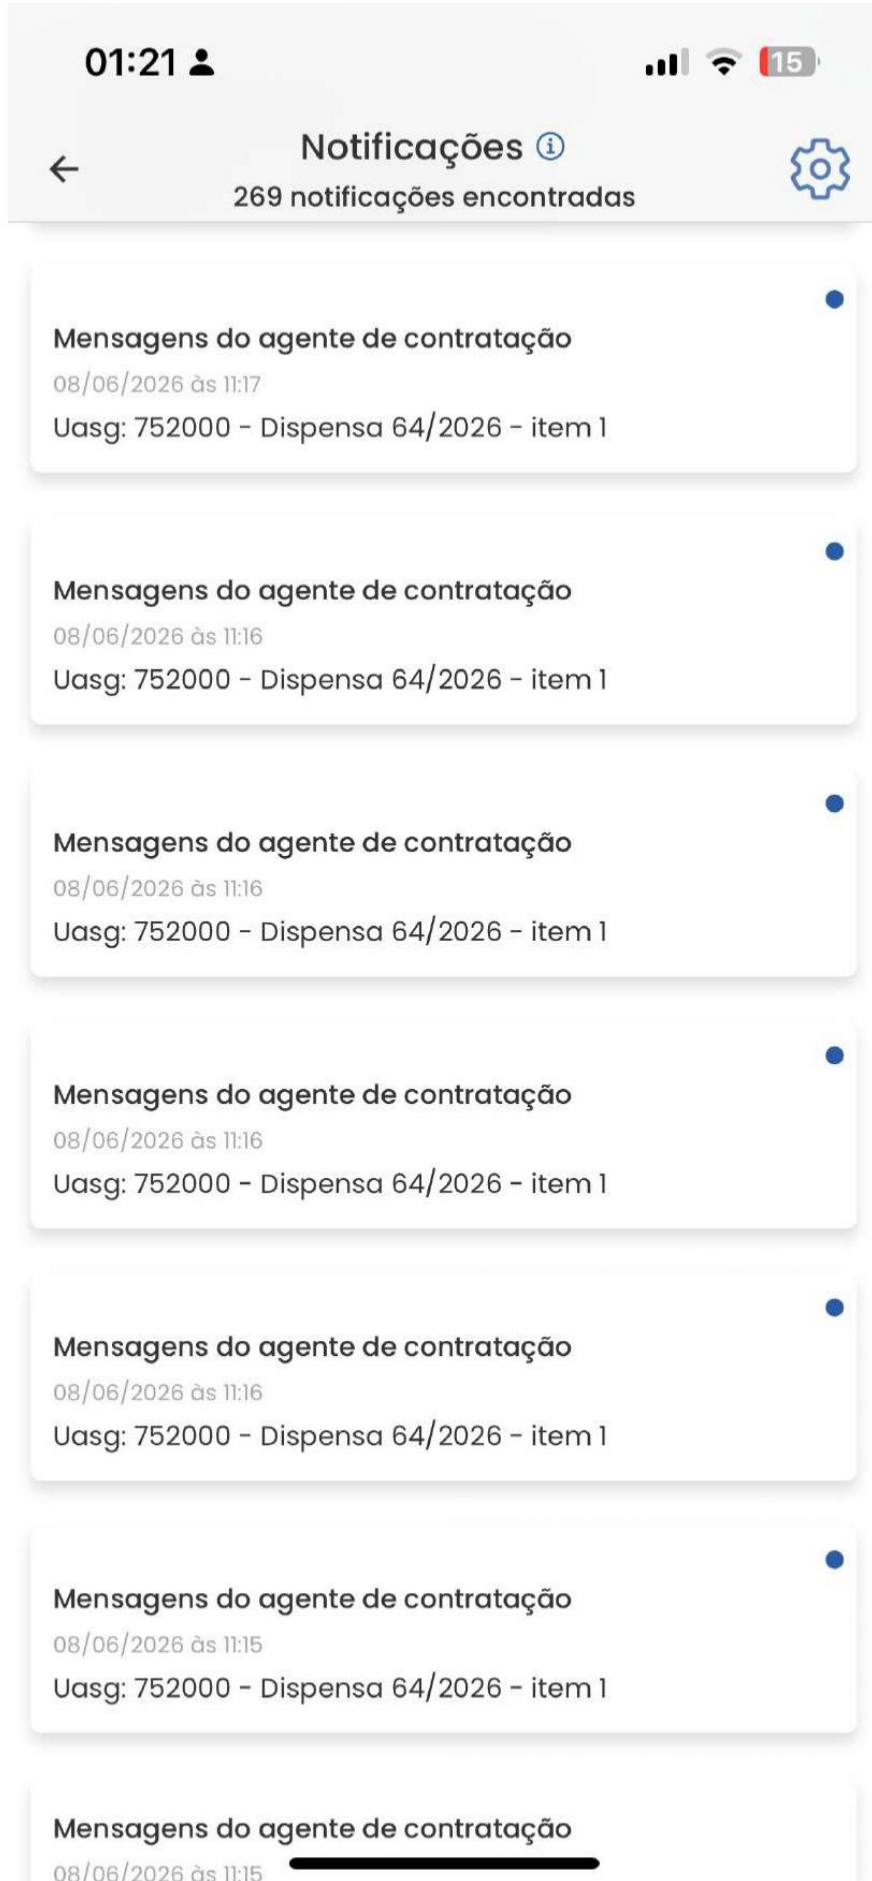 01:21
15
Notificações
269 notificações encontradas
Mensagens do agente de contratação
08/06/2026 às 11:17
Uasg: 752000 - Dispensa 64/2026 - item 1
Mensagens do agente de contratação
08/06/2026 às 11:16
Uasg: 752000 - Dispensa 64/2026 - item 1
Mensagens do agente de contratação
08/06/2026 às 11:16
Uasg: 752000 - Dispensa 64/2026 - item 1
Mensagens do agente de contratação
08/06/2026 às 11:16
Uasg: 752000 - Dispensa 64/2026 - item 1
Mensagens do agente de contratação
08/06/2026 às 11:16
Uasg: 752000 - Dispensa 64/2026 - item 1
Mensagens do agente de contratação
08/06/2026 às 11:15
Uasg: 752000 - Dispensa 64/2026 - item 1
Mensagens do agente de contratação
08/06/2026 às 11:15